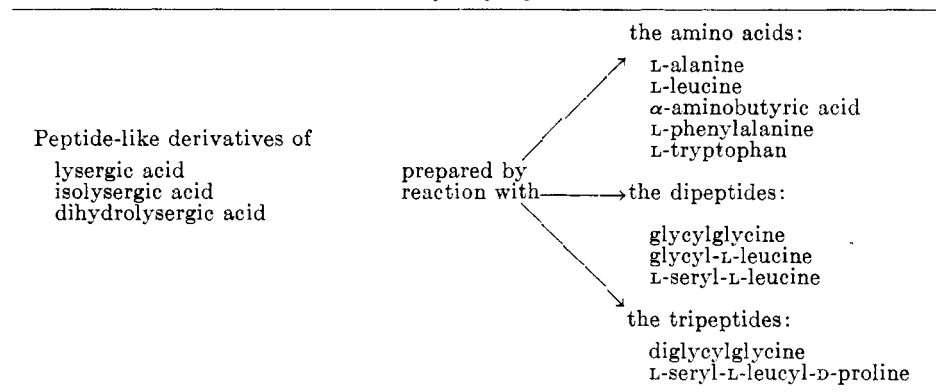 Peptide-like derivatives of
lysergic acid
isolysergic acid
dihydrolysergic acid
prepared by
reaction with
the amino acids:
L-alanine
L-leucine
α-aminobutyric acid
L-phenylalanine
L-tryptophan
the dipeptides:
glycylglycine
glycyl-L-leucine
L-seryl-L-leucine
the tripeptides:
diglycylglycine
L-seryl-L-leucyl-D-proline